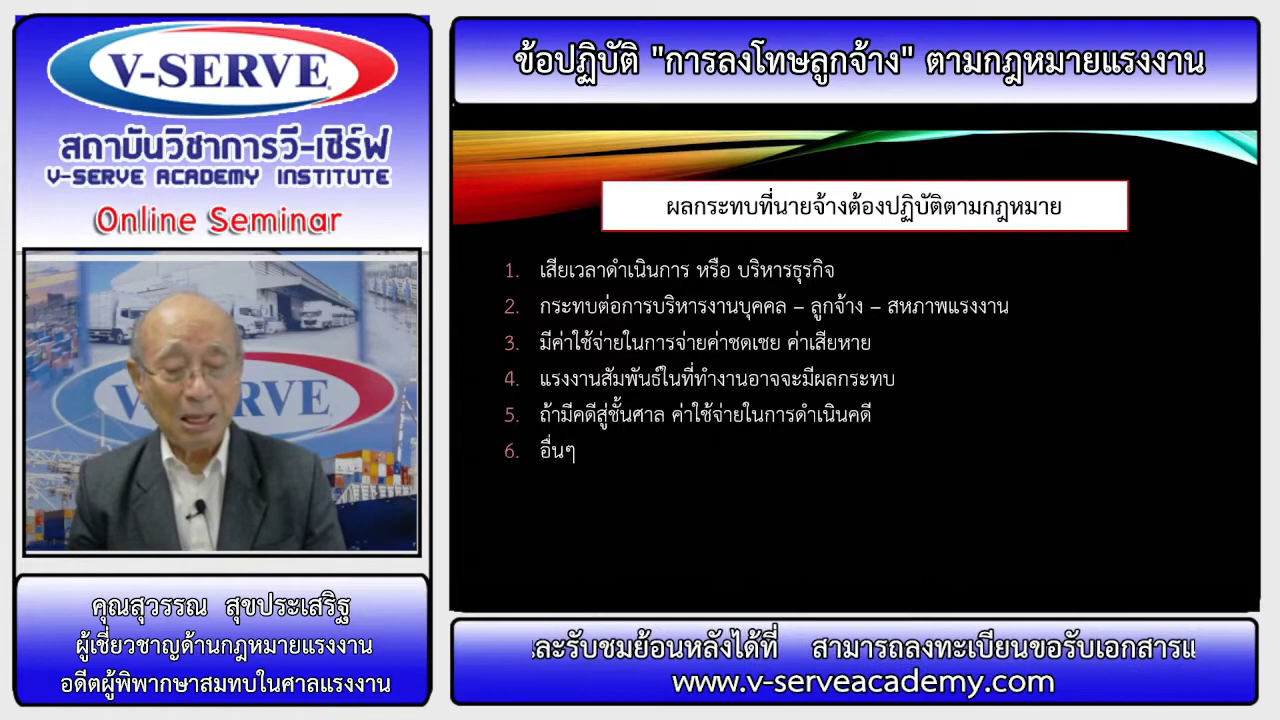 V-SERVE
สถาบันวิชาการวี-เซิร์ฟ
V-SERVE ACADEMY INSTITUTE
Online Seminar
คุณสุวรรณ สุขประเสริฐ
ผู้เชี่ยวชาญด้านกฎหมายแรงงาน
อดีตผู้พิพากษาสมทบในศาลแรงงาน
ข้อปฏิบัติ "การลงโทษลูกจ้าง" ตามกฎหมายแรงงาน
ผลกระทบที่นายจ้างต้องปฏิบัติตามกฎหมาย
1. เสียเวลาดำเนินการ หรือ บริหารธุรกิจ
2. กระทบต่อการบริหารงานบุคคล – ลูกจ้าง – สหภาพแรงงาน
3. มีค่าใช้จ่ายในการจ่ายค่าชดเชย ค่าเสียหาย
4. แรงงานสัมพันธ์ในที่ทำงานอาจจะมีผลกระทบ
5. ถ้ามีคดีสู่ชั้นศาล ค่าใช้จ่ายในการดำเนินคดี
6. อื่นๆ
ละรับชมย้อนหลังได้ที่ สามารถลงทะเบียนขอรับเอกสาร
www.v-serveacademy.com